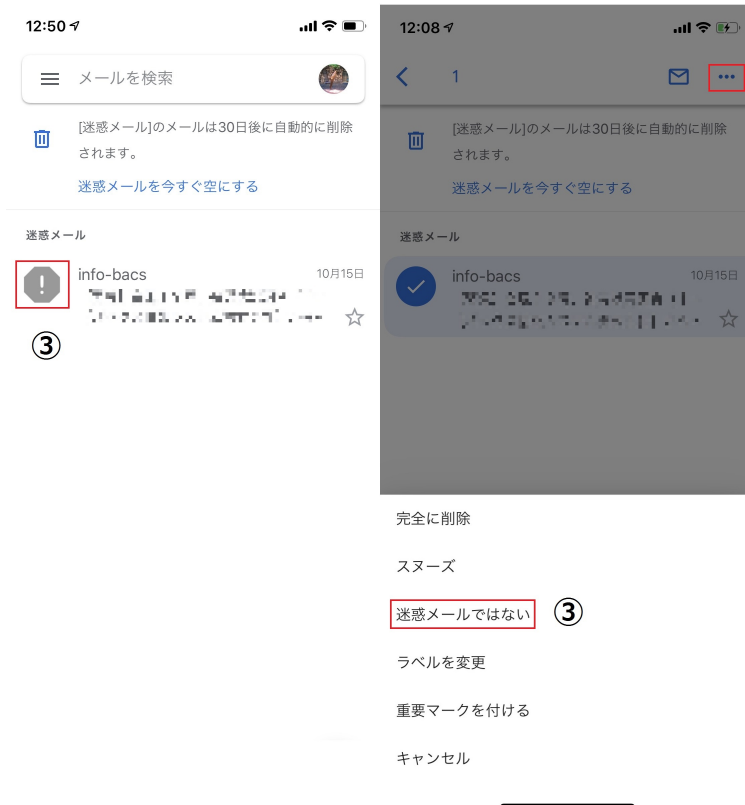 12:50
メールを検索
[迷惑メール]のメールは30日後に自動的に削除
されます。
迷惑メールを今すぐ空にする
迷惑メール
info-bacs
10月15日
③
12:08
1
[迷惑メール]のメールは30日後に自動的に削除
されます。
迷惑メールを今すぐ空にする
迷惑メール
info-bacs
10月15日
完全に削除
スヌーズ
迷惑メールではない
③
ラベルを変更
重要マークを付ける
キャンセル